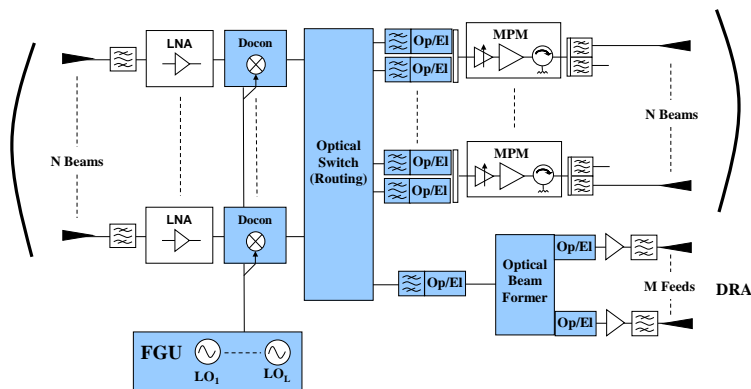 LNA
Docon
N Beams
LNA
Docon
FGU
LO1
LOL
Optical
Switch
(Routing)
Op/El
Op/El
MPM
N Beams
Op/El
Op/El
MPM
Op/El
Optical
Beam
Former
Op/El
Op/El
M Feeds
DRA